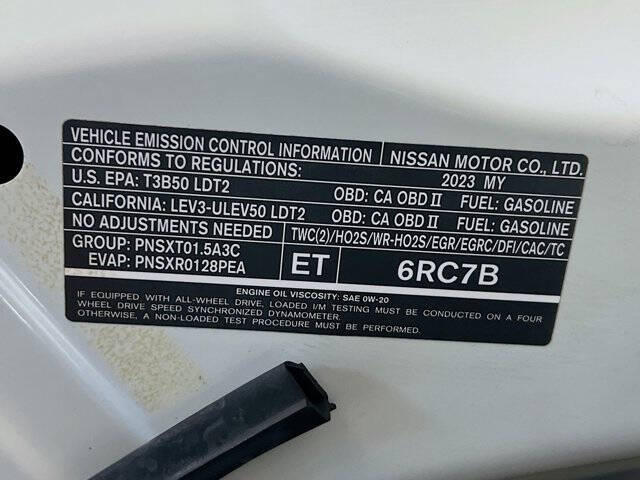 VEHICLE EMISSION CONTROL INFORMATION NISSAN MOTOR CO., LTD.
CONFORMS TO REGULATIONS: 2023 MY
U.S. EPA: T3B50 LDT2 OBD: CA OBD II FUEL: GASOLINE
CALIFORNIA: LEV3-ULEV50 LDT2 OBD: CA OBD II FUEL: GASOLINE
NO ADJUSTMENTS NEEDED TWC(2)/HO2S/WR-HO2S/EGR/EGRC/DFI/CAC/TC
GROUP: PNSXT01.5A3C
EVAP: PNSXR0128PEA ET 6RC7B
ENGINE OIL VISCOSITY: SAE 0W-20
IF EQUIPPED WITH ALL-WHEEL DRIVE, LOADED I/M TESTING MUST BE CONDUCTED ON A FOUR
WHEEL DRIVE SPEED SYNCHRONIZED DYNAMOMETER.
OTHERWISE, A NON-LOADED TEST PROCEDURE MUST BE PERFORMED.